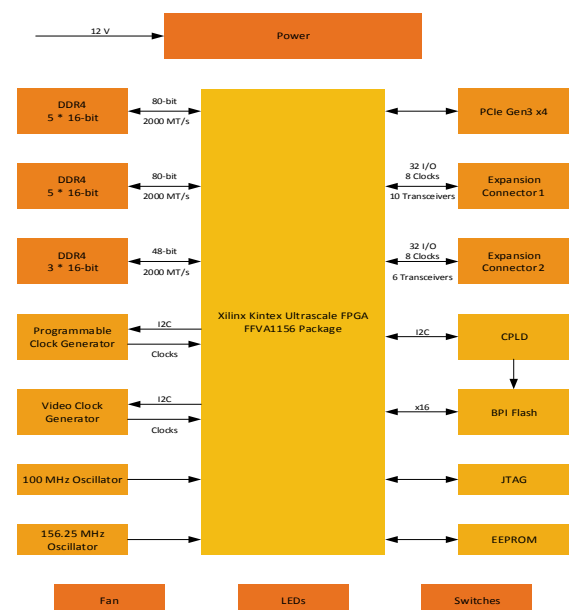 12 V
Power
DDR4
5 * 16-bit
80-bit
2000 MT/s
PCIe Gen3 x4
DDR4
5 * 16-bit
80-bit
2000 MT/s
32 I/O
8 Clocks
10 Transceivers
Expansion
Connector 1
DDR4
3 * 16-bit
48-bit
2000 MT/s
32 I/O
8 Clocks
6 Transceivers
Expansion
Connector 2
Xilinx Kintex Ultrascale FPGA
FFVA1156 Package
Programmable
Clock Generator
I2C
Clocks
I2C
CPLD
Video Clock
Generator
I2C
Clocks
x16
BPI Flash
100 MHz Oscillator
JTAG
156.25 MHz
Oscillator
EEPROM
Fan
LEDs
Switches